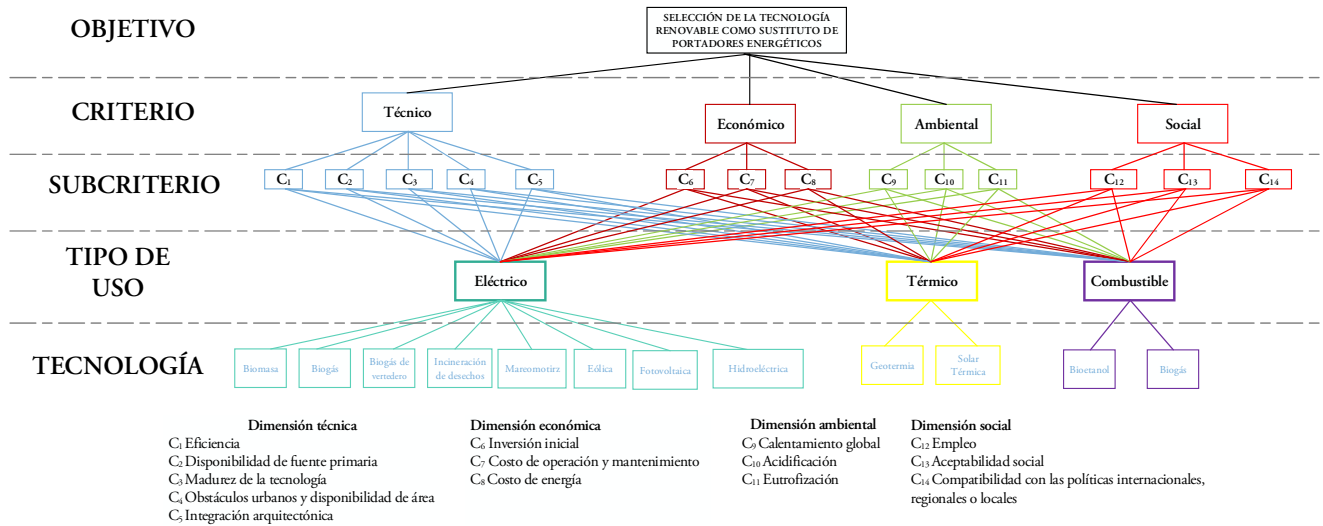 OBJETIVO
SELECCIÓN DE LA TECNOLOGÍA
RENOVABLE COMO SUSTITUTO DE
PORTADORES ENERGÉTICOS
CRITERIO
Técnico
Económico
Ambiental
Social
SUBCRITERIO
C₁
C₂
C₃
C₄
C₅
C₆
C₇
C₈
C₉
C₁₀
C₁₁
C₁₂
C₁₃
C₁₄
TIPO DE
USO
Eléctrico
Térmico
Combustible
TECNOLOGÍA
Biomasa
Biogás
Biogás de
vertedero
Incineración
de desechos
Mareomotirz
Eólica
Fotovoltaica
Hidroeléctrica
Geotermia
Solar
Térmica
Bioetanol
Biogás
Dimensión técnica
C₁ Eficiencia
C₂ Disponibilidad de fuente primaria
C₃ Madurez de la tecnología
C₄ Obstáculos urbanos y disponibilidad de área
C₅ Integración arquitectónica
Dimensión económica
C₆ Inversión inicial
C₇ Costo de operación y mantenimiento
C₈ Costo de energía
Dimensión ambiental
C₉ Calentamiento global
C₁₀ Acidificación
C₁₁ Eutrofización
Dimensión social
C₁₂ Empleo
C₁₃ Aceptabilidad social
C₁₄ Compatibilidad con las políticas internacionales,
regionales o locales